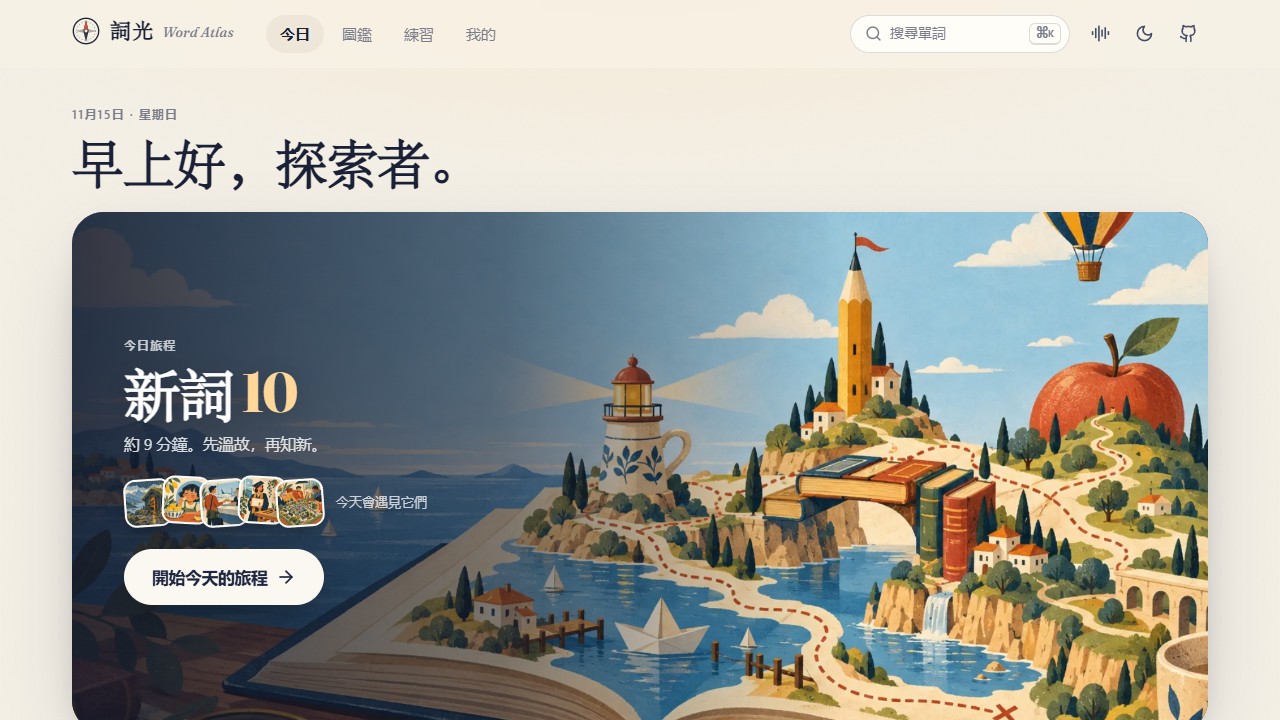 詞光 Word Atlas
今日
圖鑑
練習
我的
搜尋單詞
⌘K
11月15日 · 星期日
早上好，探索者。
今日旅程
新詞 10
約 9 分鐘。先溫故，再知新。
今天會遇見它們
開始今天的旅程 →